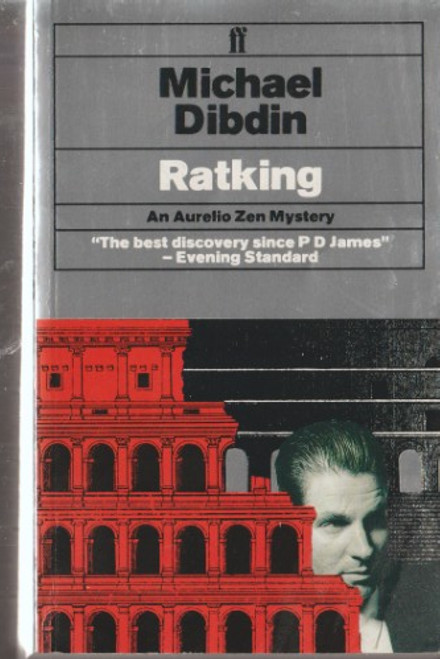 ff
Michael
Dibdin
Ratking
An Aurelio Zen Mystery
"The best discovery since P D James"
– Evening Standard